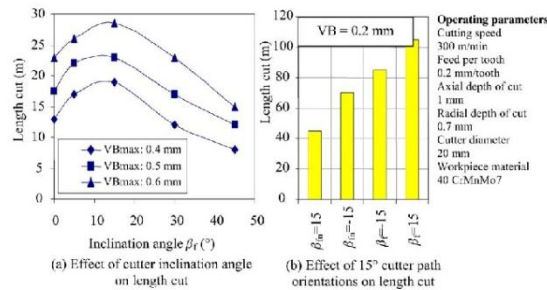 30
25
20
15
10
5
0
Length cut (m)
VBmax: 0.4 mm
VBmax: 0.5 mm
VBmax: 0.6 mm
0 10 20 30 40 50
Inclination angle βf (°)
(a) Effect of cutter inclination angle
on length cut
120
100
80
60
40
20
0
Length cut (m)
VB = 0.2 mm
βfn=15
βfn=-15
βf=-15
βf=15
(b) Effect of 15° cutter path
orientations on length cut
Operating parameters
Cutting speed
300 m/min
Feed per tooth
0.2 mm/tooth
Axial depth of cut
1 mm
Radial depth of cut
0.7 mm
Cutter diameter
20 mm
Workpiece material
40 CrMnMo7